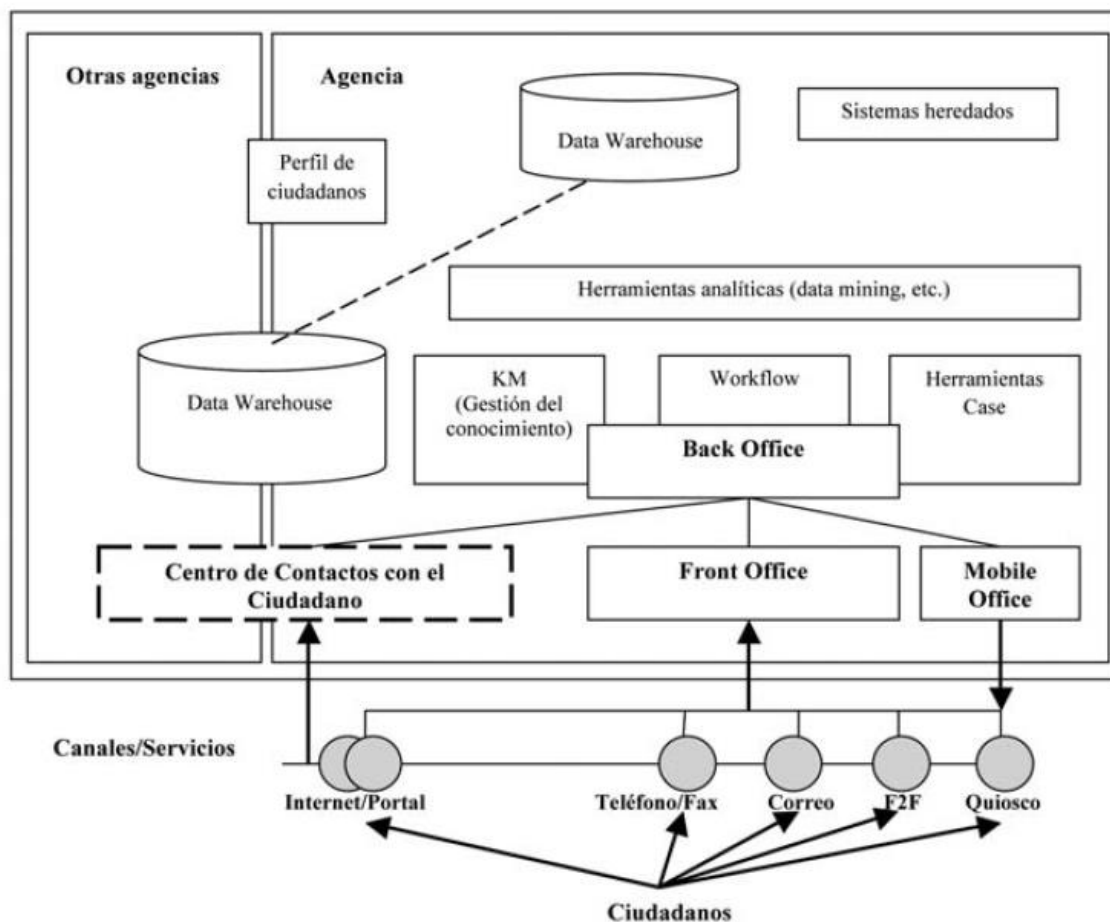 Otras agencias
Agencia
Data Warehouse
Sistemas heredados
Perfil de
ciudadanos
Herramientas analíticas (data mining, etc.)
Data Warehouse
KM
(Gestión del
conocimiento)
Workflow
Herramientas
Case
Back Office
Centro de Contactos con el
Ciudadano
Front Office
Mobile
Office
Canales/Servicios
Internet/Portal
Teléfono/Fax
Correo
F2F
Quiosco
Ciudadanos